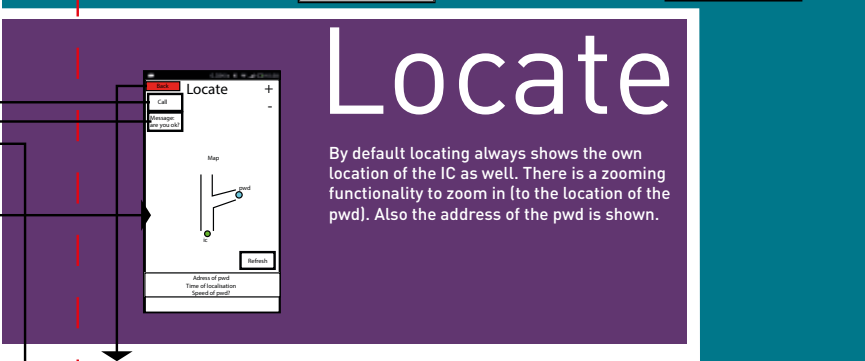 Back
Locate
+
Call
-
Message:
are you ok?
Map
pwd
ic
Refresh
Adress of pwd
Time of localisation
Speed of pwd?
Locate
By default locating always shows the own
location of the IC as well. There is a zooming
functionality to zoom in (to the location of the
pwd). Also the address of the pwd is shown.